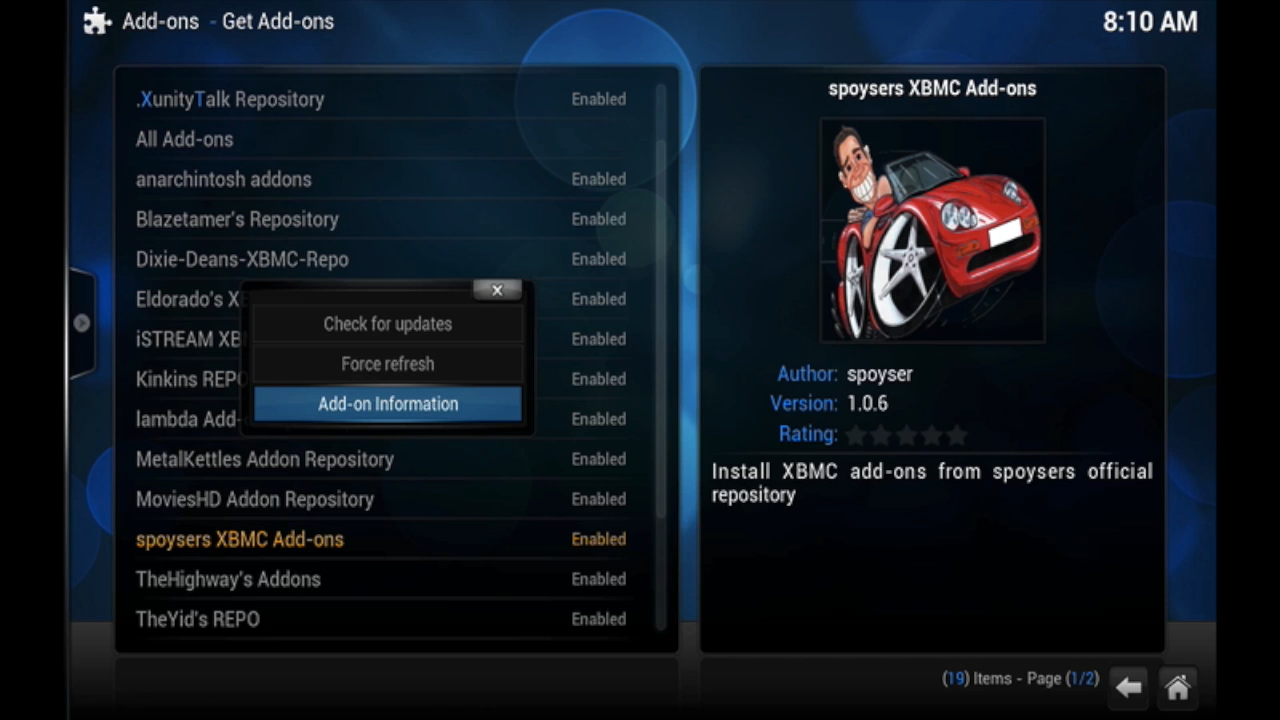 Add-ons - Get Add-ons
8:10 AM
.XunityTalk Repository Enabled
All Add-ons
anarchintosh addons Enabled
Blazetamer's Repository Enabled
Dixie-Deans-XBMC-Repo Enabled
Eldorado's X Enabled
iSTREAM XB Enabled
Kinkins REPO Enabled
lambda Add- Enabled
MetalKettles Addon Repository Enabled
MoviesHD Addon Repository Enabled
spoysers XBMC Add-ons Enabled
TheHighway's Addons Enabled
TheYid's REPO Enabled
x
Check for updates
Force refresh
Add-on Information
spoysers XBMC Add-ons
Author: spoyser
Version: 1.0.6
Rating:
Install XBMC add-ons from spoysers official
repository
(19) Items - Page (1/2)